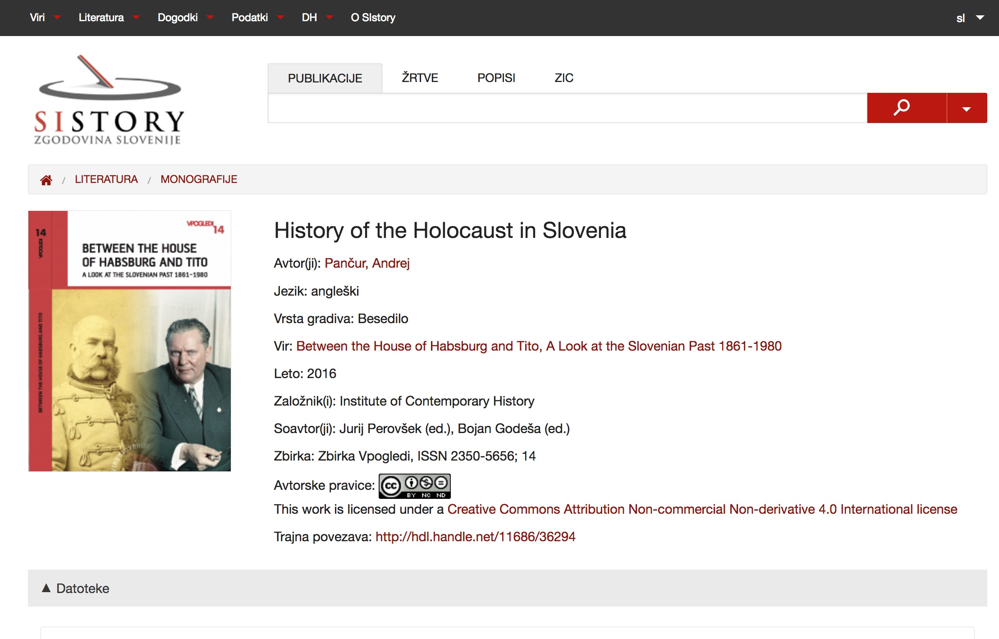 Viri Literatura Dogodki Podatki DH O SIstory sl
SISTORY
ZGODOVINA SLOVENIJE
PUBLIKACIJE ŽRTVE POPISI ZIC
/ LITERATURA / MONOGRAFIJE
14
VPOGLEDI
BETWEEN THE HOUSE OF HABSBURG AND TITO
VPOGLEDI 14
BETWEEN THE HOUSE
OF HABSBURG AND TITO
A LOOK AT THE SLOVENIAN PAST 1861–1980
History of the Holocaust in Slovenia
Avtor(ji): Pančur, Andrej
Jezik: angleški
Vrsta gradiva: Besedilo
Vir: Between the House of Habsburg and Tito, A Look at the Slovenian Past 1861-1980
Leto: 2016
Založnik(i): Institute of Contemporary History
Soavtor(ji): Jurij Perovšek (ed.), Bojan Godeša (ed.)
Zbirka: Zbirka Vpogledi, ISSN 2350-5656; 14
Avtorske pravice: cc BY NC ND
This work is licensed under a Creative Commons Attribution Non-commercial Non-derivative 4.0 International license
Trajna povezava: http://hdl.handle.net/11686/36294
▲ Datoteke